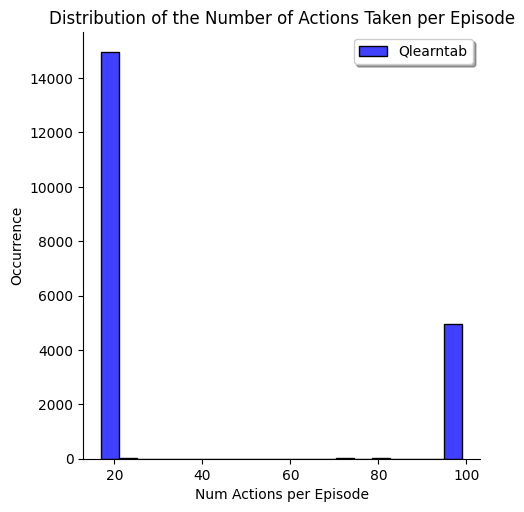 Distribution of the Number of Actions Taken per Episode
Qlearntab
14000
12000
10000
8000
6000
4000
2000
0
Occurrence
20 40 60 80 100
Num Actions per Episode